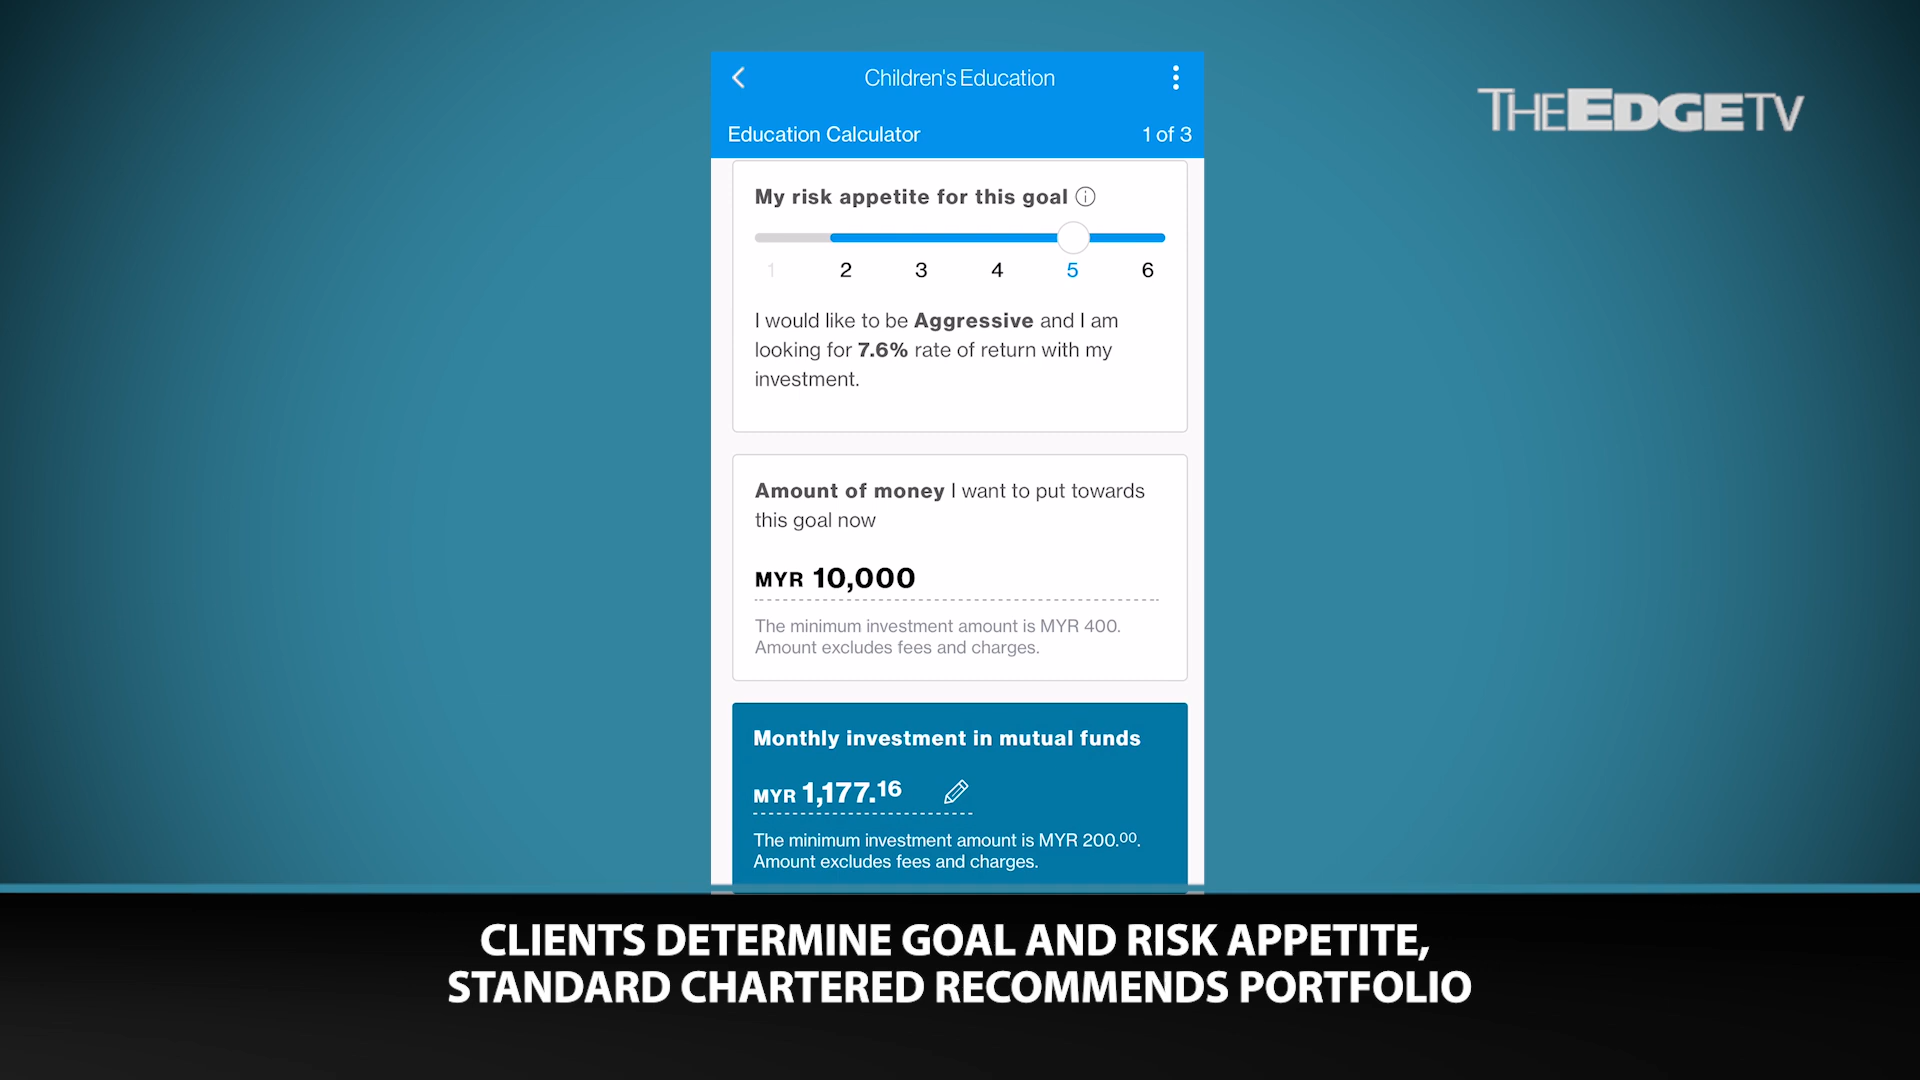 Children's Education
THEEDGETV
Education Calculator 1 of 3
My risk appetite for this goal
1 2 3 4 5 6
I would like to be Aggressive and I am
looking for 7.6% rate of return with my
investment.
Amount of money I want to put towards
this goal now
MYR 10,000
The minimum investment amount is MYR 400.
Amount excludes fees and charges.
Monthly investment in mutual funds
MYR 1,177.16
The minimum investment amount is MYR 200.00.
Amount excludes fees and charges.
CLIENTS DETERMINE GOAL AND RISK APPETITE,
STANDARD CHARTERED RECOMMENDS PORTFOLIO